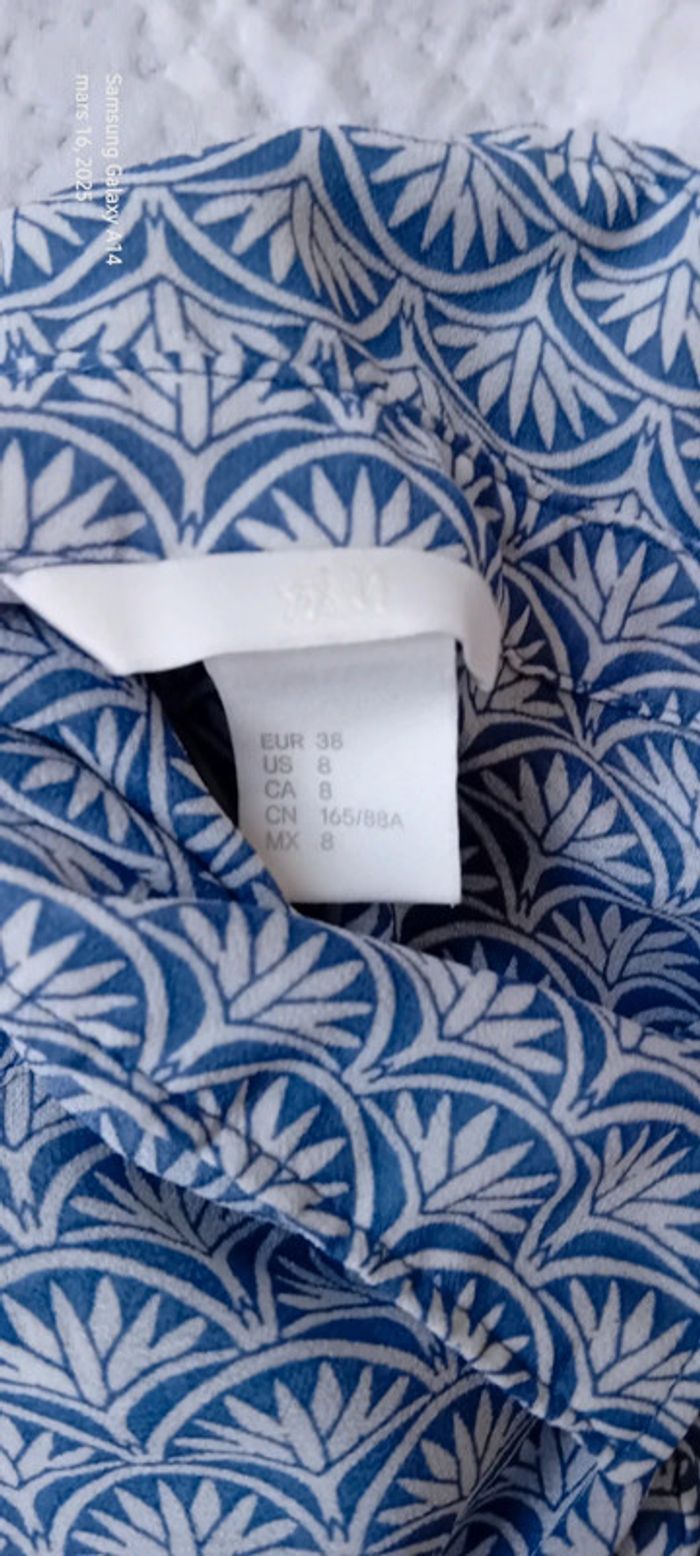 Samsung Galaxy A14
mars 16, 2025
EUR 38
US 8
CA 8
CN 165/88A
MX 8